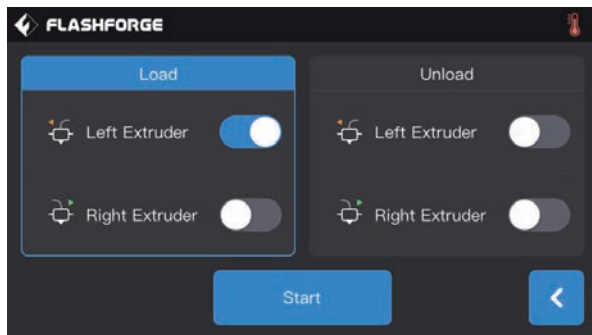 FLASHFORGE
Load
Left Extruder
Right Extruder
Unload
Left Extruder
Right Extruder
Start